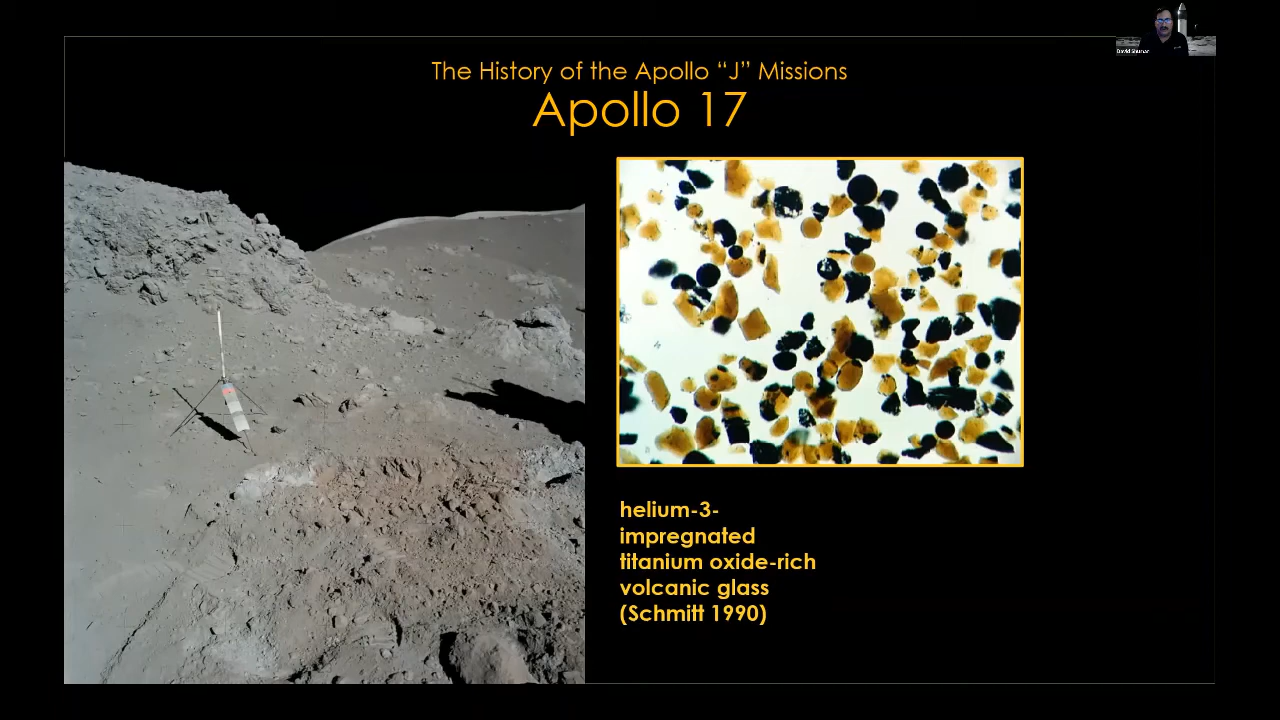 The History of the Apollo “J” Missions
Apollo 17
helium-3-
impregnated
titanium oxide-rich
volcanic glass
(Schmitt 1990)